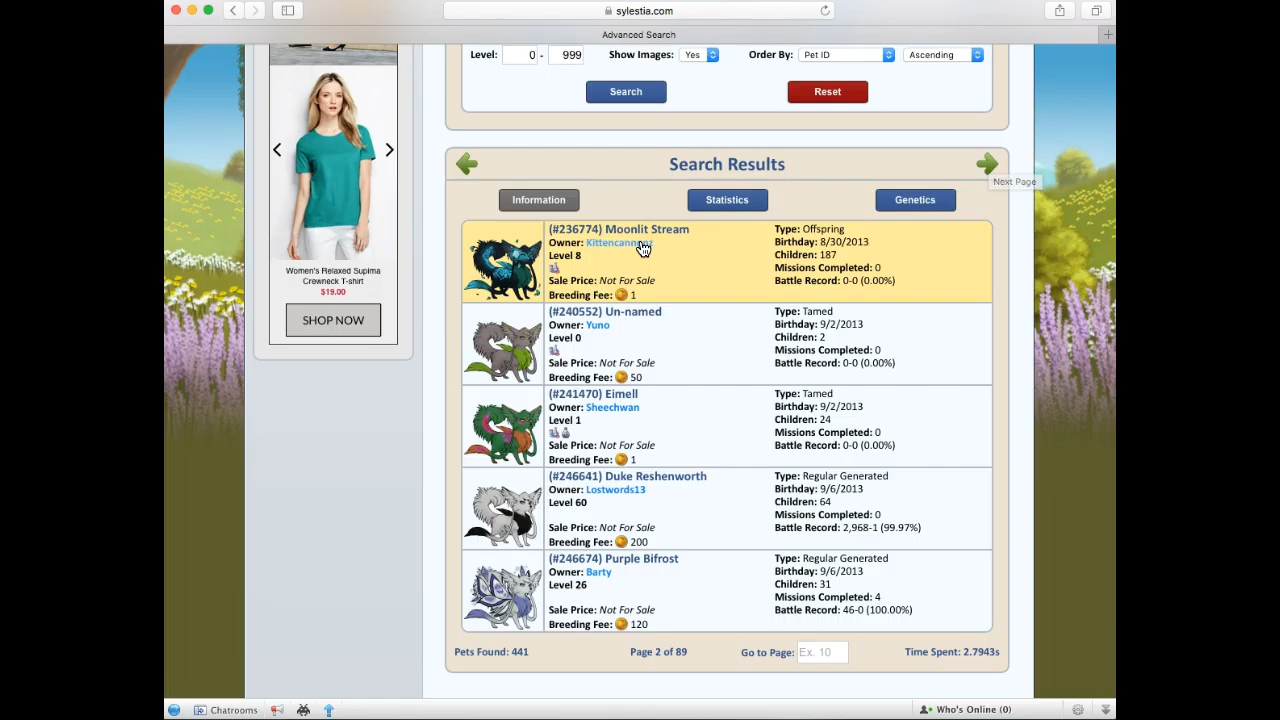 sylestia.com
Advanced Search
Level: 0 - 999 Show Images: Yes Order By: Pet ID Ascending
Search Reset
Search Results
Next Page
Information Statistics Genetics
(#236774) Moonlit Stream
Owner:
Level 8
Sale Price: Not For Sale
Breeding Fee: 1
Type: Offspring
Birthday: 8/30/2013
Children: 187
Missions Completed: 0
Battle Record: 0-0 (0.00%)
(#240552) Un-named
Owner: Yuno
Level 0
Sale Price: Not For Sale
Breeding Fee: 50
Type: Tamed
Birthday: 9/2/2013
Children: 2
Missions Completed: 0
Battle Record: 0-0 (0.00%)
(#241470) Eimell
Owner: Sheechwan
Level 1
Sale Price: Not For Sale
Breeding Fee: 1
Type: Tamed
Birthday: 9/2/2013
Children: 24
Missions Completed: 0
Battle Record: 0-0 (0.00%)
(#246641) Duke Reshenworth
Owner: Lostwords13
Level 60
Sale Price: Not For Sale
Breeding Fee: 200
Type: Regular Generated
Birthday: 9/6/2013
Children: 64
Missions Completed: 0
Battle Record: 2,968-1 (99.97%)
(#246674) Purple Bifrost
Owner: Barty
Level 26
Sale Price: Not For Sale
Breeding Fee: 120
Type: Regular Generated
Birthday: 9/6/2013
Children: 31
Missions Completed: 4
Battle Record: 46-0 (100.00%)
Pets Found: 441 Page 2 of 89 Go to Page: Ex. 10 Time Spent: 2.7943s
Women's Relaxed Supima
Crewneck T-shirt
$19.00
SHOP NOW
Chatrooms
Who's Online (0)